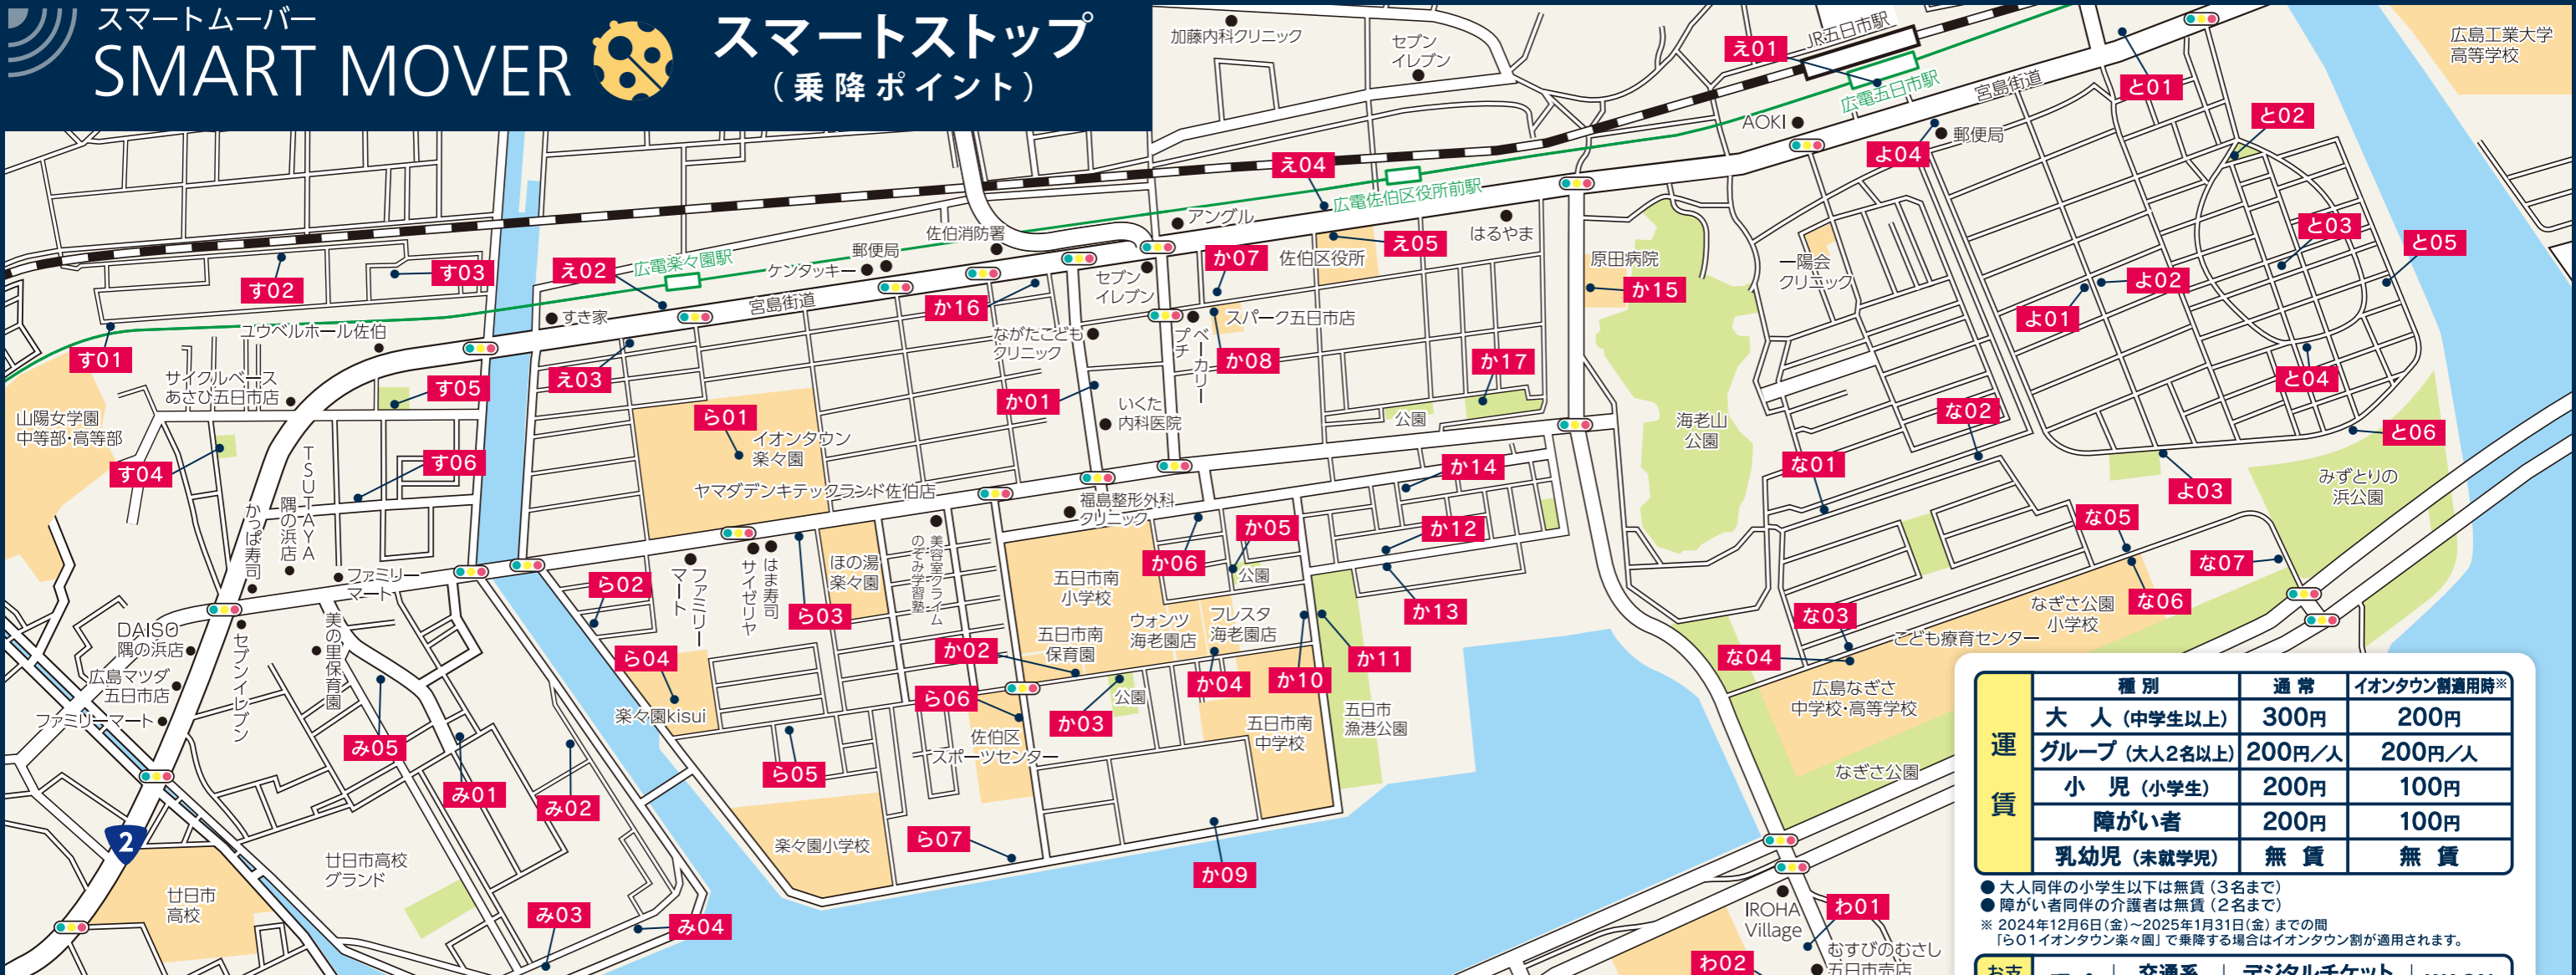 スマートムーバー
SMART MOVER
スマートストップ
（乗降ポイント）
加藤内科クリニック
セブン
イレブン
え01
JR五日市駅
広電五日市駅
宮島街道
と01
広島工業大学
高等学校
AOKI
郵便局
よ04
と02
え04
広電佐伯区役所前駅
アングル
佐伯消防署
郵便局
ケンタッキー
広電楽々園駅
え02
す02
す03
か07
佐伯区役所
え05
はるやま
原田病院
か15
一陽会
クリニック
と03
と05
よ02
よ01
すき家
宮島街道
か16
セブン
イレブン
スパーク五日市店
ユウベルホール佐伯
す01
ながたこども
クリニック
プチ
ベーカリー
か08
か17
と04
サイクルベース
あさひ五日市店
す05
え03
か01
いくた
内科医院
公園
海老山
公園
な02
と06
山陽女学園
中等部・高等部
ら01
イオンタウン
楽々園
す04
す06
TSUTAYA
隅の浜店
かっぱ寿司
ヤマダデンキテックランド佐伯店
福島整形外科
クリニック
か14
な01
よ03
みずとりの
浜公園
か05
か12
な05
か06
公園
な07
ファミリー
マート
ら02
ファミリー
マート
サイゼリヤ
はま寿司
ら03
ほの湯
楽々園
美容室クライム
のぞみ学習塾
五日市南
小学校
ウォンツ
海老園店
フレスタ
海老園店
か13
な03
な06
なぎさ公園
小学校
こども療育センター
DAISO
隅の浜店
セブンイレブン
美の里保育園
ら04
か02
五日市南
保育園
か11
な04
広島マツダ
五日市店
ファミリーマート
楽々園kisui
ら06
か03
公園
か04
か10
五日市
漁港公園
五日市南
中学校
広島なぎさ
中学校・高等学校
み05
佐伯区
スポーツセンター
ら05
なぎさ公園
み01
み02
2
楽々園小学校
ら07
か09
廿日市高校
グランド
廿日市
高校
み03
み04
IROHA
Village
わ01
むすびのむさし
五日市売店
わ02
運賃
種別 通常 イオンタウン割適用時※
大人（中学生以上） 300円 200円
グループ（大人2名以上） 200円／人 200円／人
小児（小学生） 200円 100円
障がい者 200円 100円
乳幼児（未就学児） 無賃 無賃
● 大人同伴の小学生以下は無賃（3名まで）
● 障がい者同伴の介護者は無賃（2名まで）
※ 2024年12月6日(金)～2025年1月31日(金)までの間
「ら01イオンタウン楽々園」で乗降する場合はイオンタウン割が適用されます。
お支
交通系 デジタルチケット